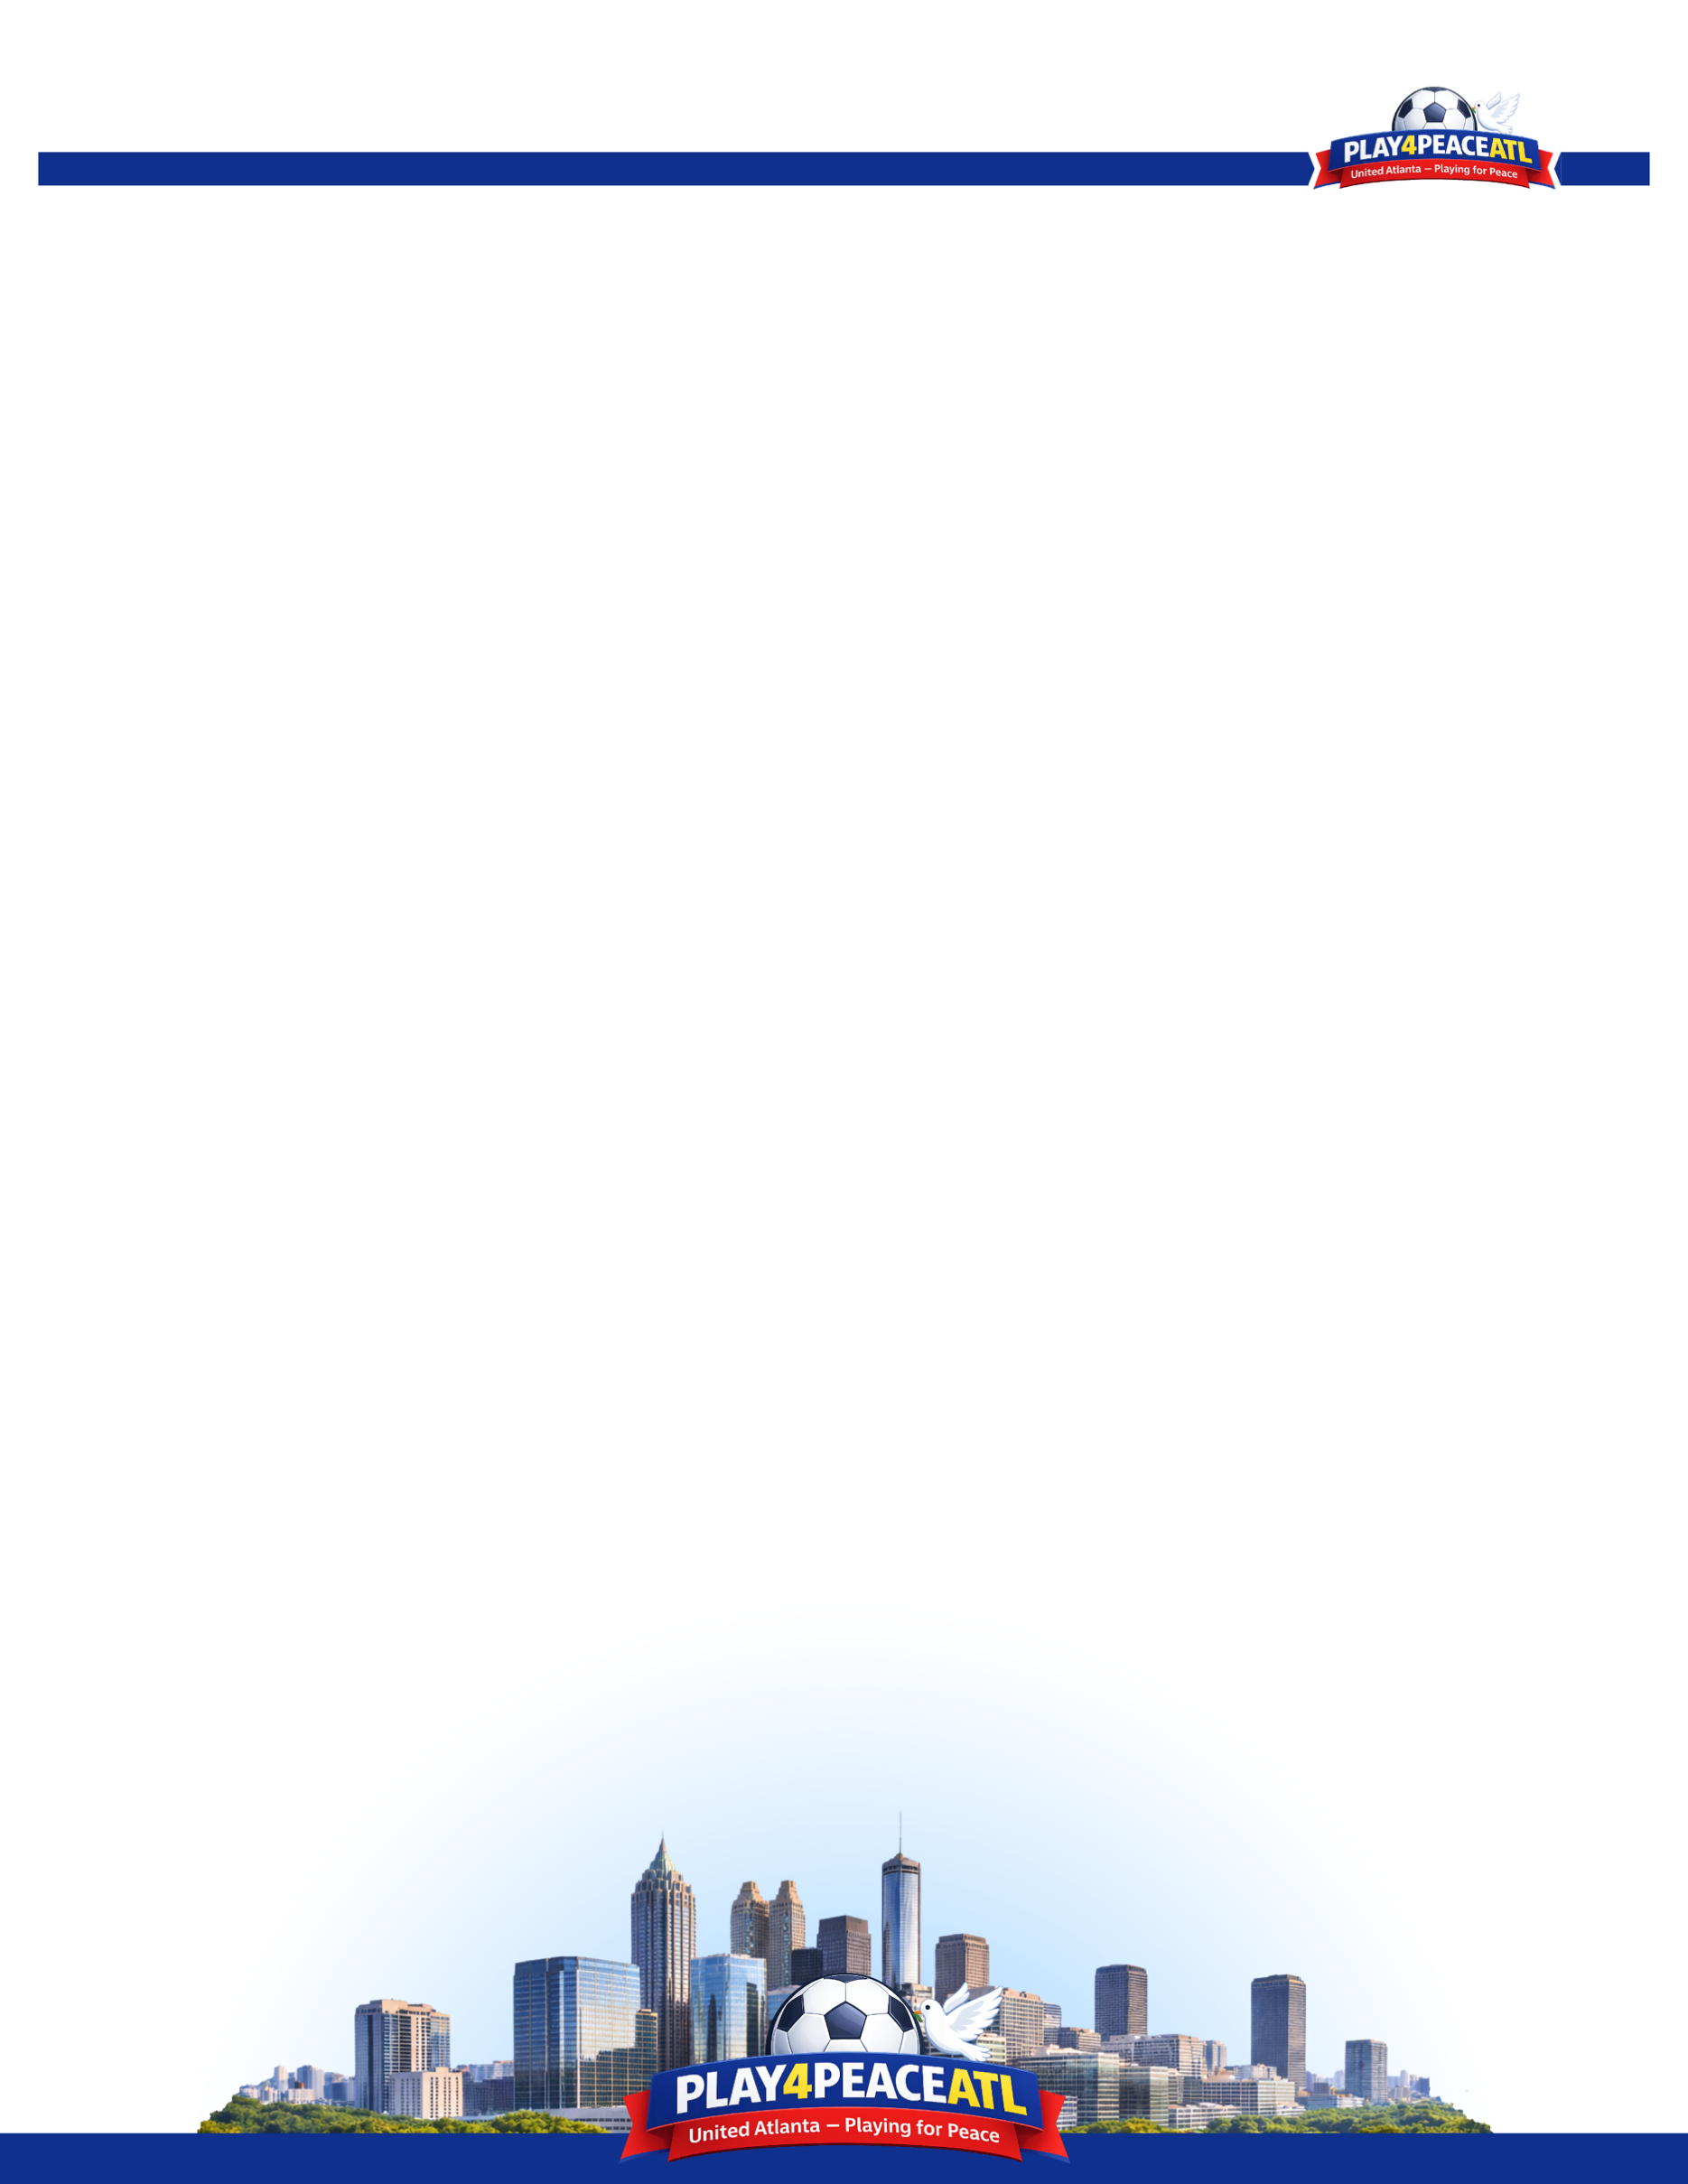 PLAY4PEACEATL
United Atlanta – Playing for Peace
PLAY4PEACEATL
United Atlanta – Playing for Peace